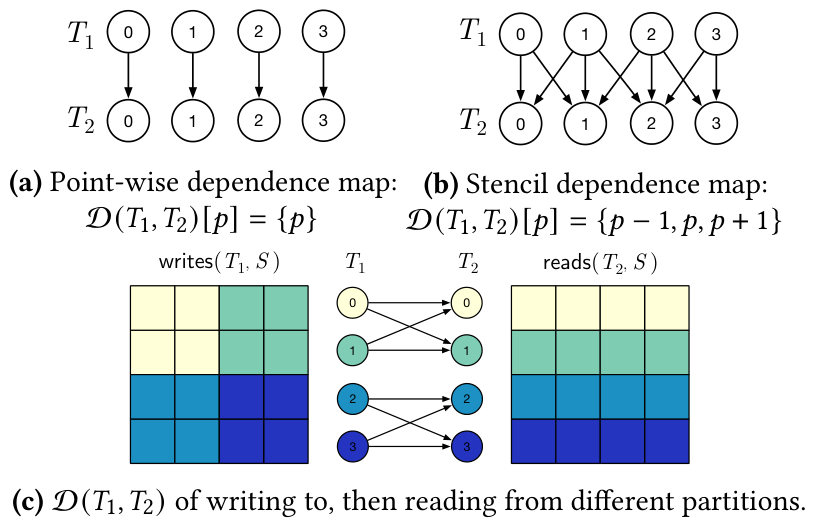 T₁ 0 1 2 3
T₂ 0 1 2 3
(a) Point-wise dependence map:
𝒟(T₁, T₂)[p] = {p}
T₁ 0 1 2 3
T₂ 0 1 2 3
(b) Stencil dependence map:
𝒟(T₁, T₂)[p] = {p − 1, p, p + 1}
writes(T₁, S) T₁ T₂ reads(T₂, S)
0 0
1 1
2 2
3 3
(c) 𝒟(T₁, T₂) of writing to, then reading from different partitions.